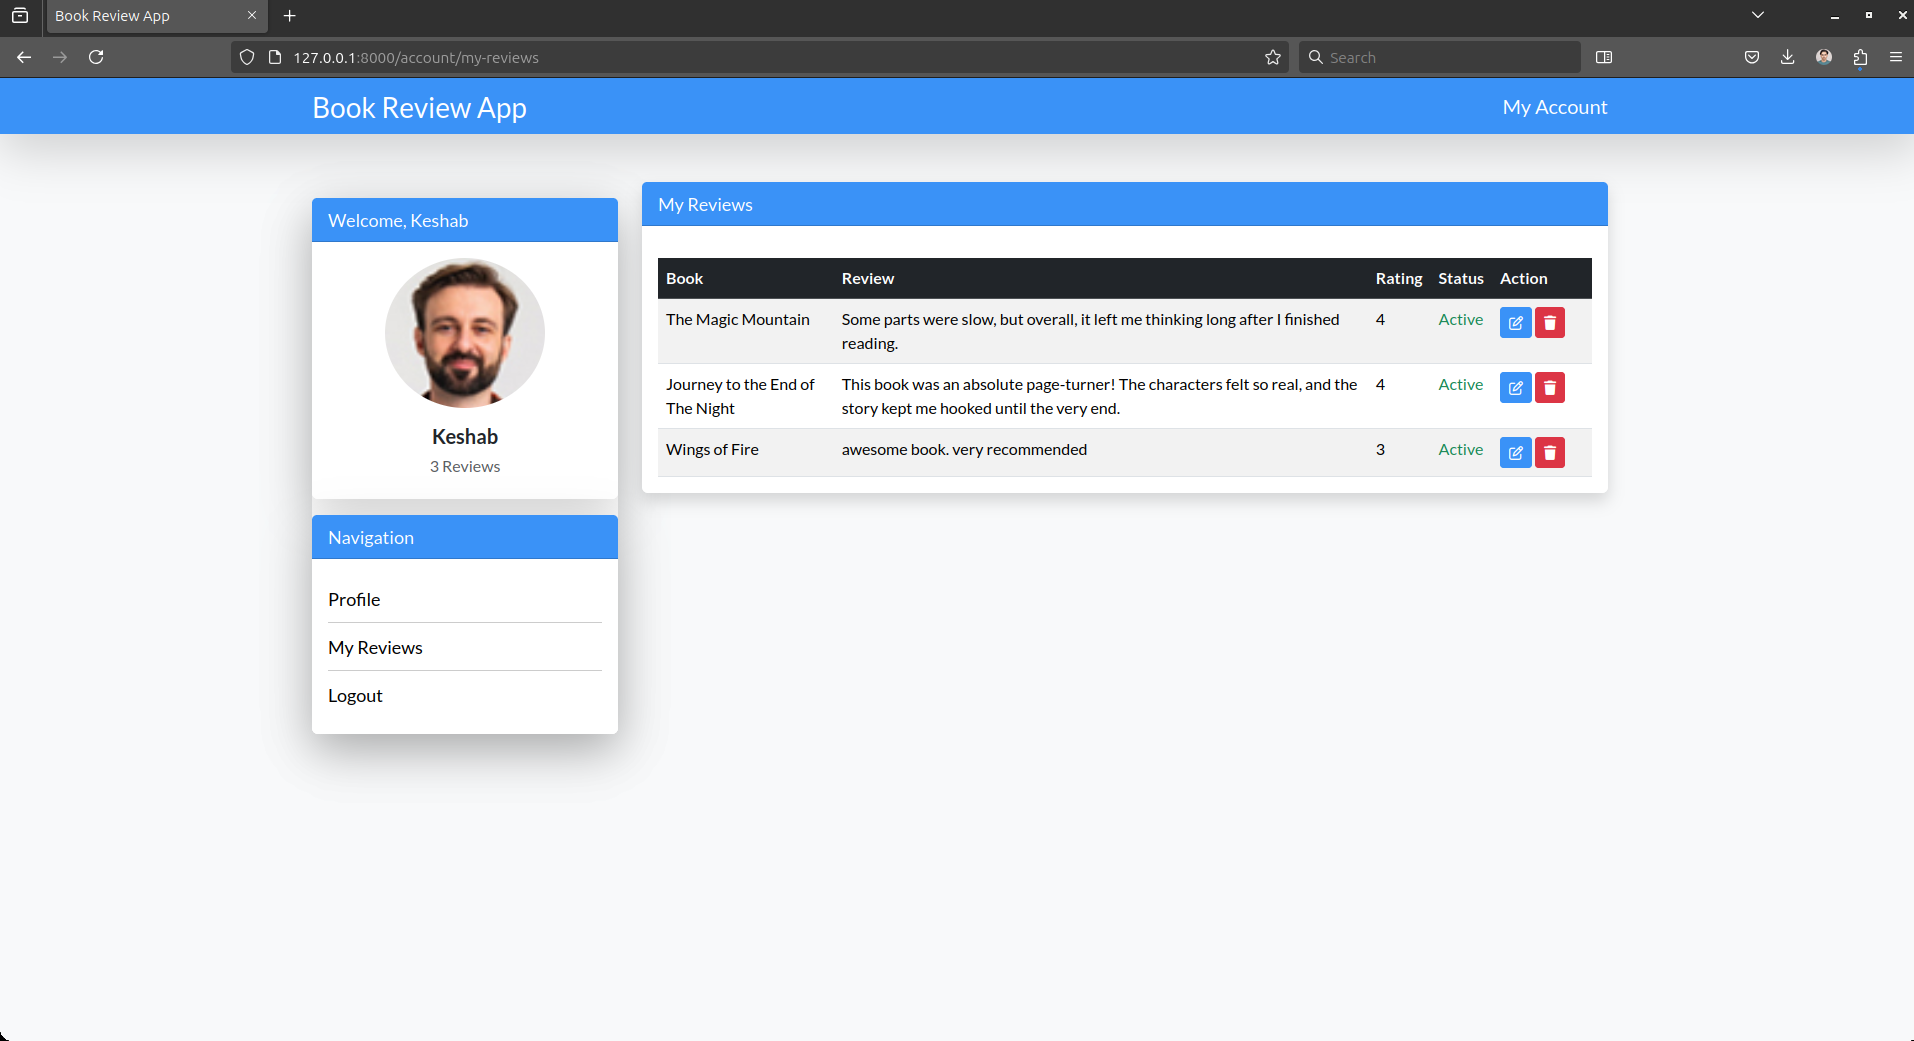 Book Review App
127.0.0.1:8000/account/my-reviews
Search
Book Review App
My Account
Welcome, Keshab
Keshab
3 Reviews
Navigation
Profile
My Reviews
Logout
My Reviews
Book Review Rating Status Action
The Magic Mountain Some parts were slow, but overall, it left me thinking long after I finished 4 Active
reading.
Journey to the End of This book was an absolute page-turner! The characters felt so real, and the 4 Active
The Night story kept me hooked until the very end.
Wings of Fire awesome book. very recommended 3 Active